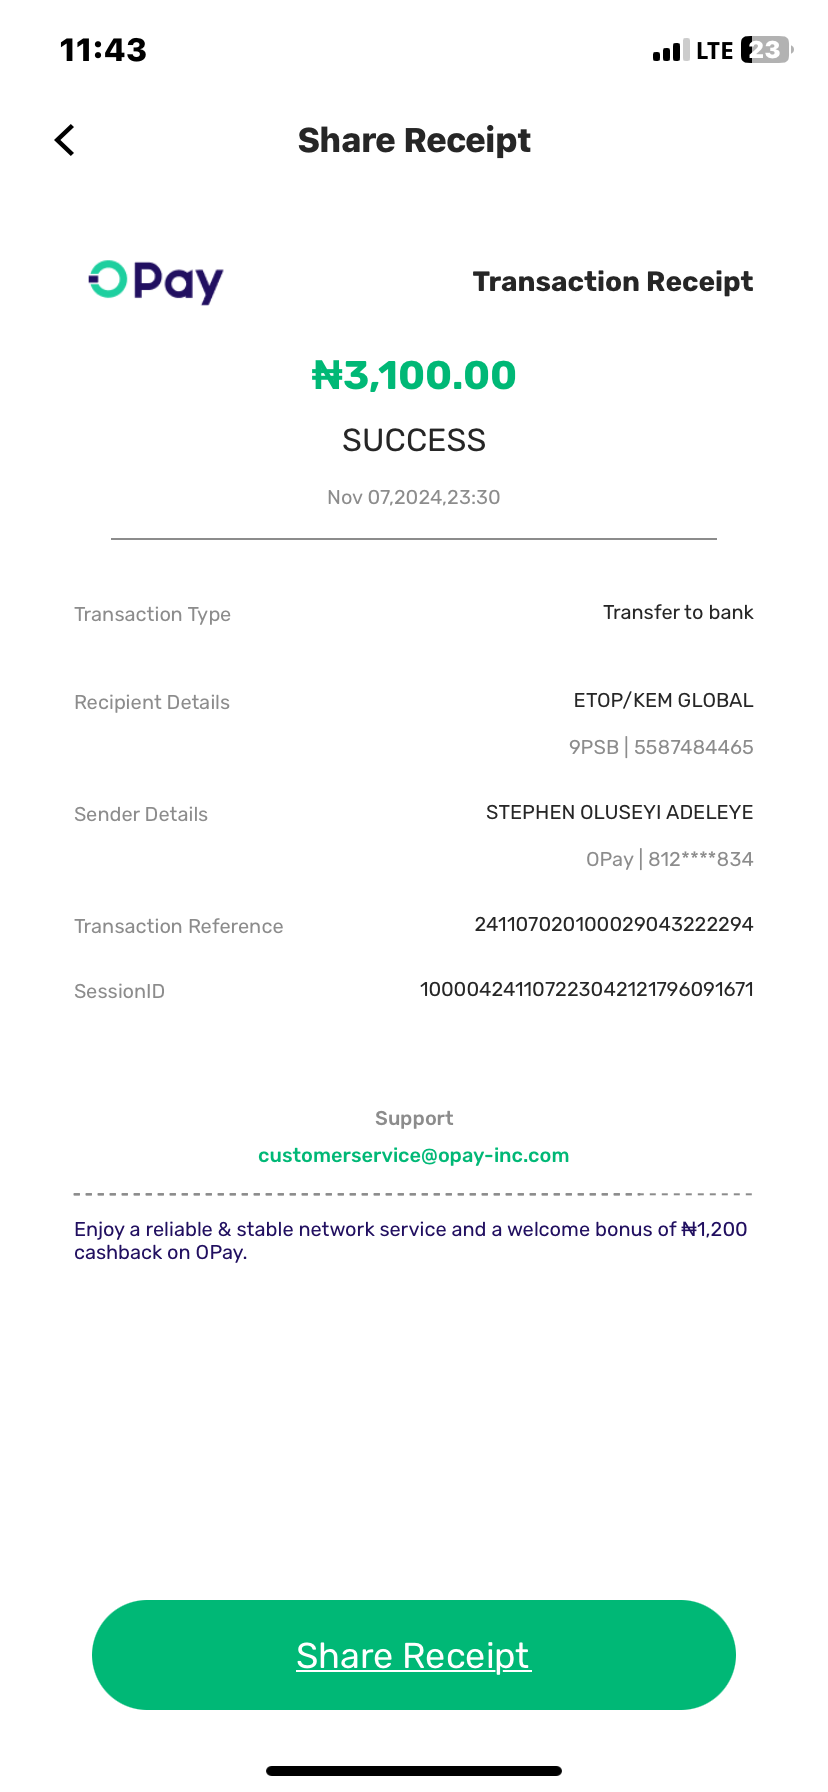 11:43 LTE 23
Share Receipt
OPay Transaction Receipt
₦3,100.00
SUCCESS
Nov 07,2024,23:30
Transaction Type Transfer to bank
Recipient Details ETOP/KEM GLOBAL
9PSB | 5587484465
Sender Details STEPHEN OLUSEYI ADELEYE
OPay | 812****834
Transaction Reference 241107020100029043222294
SessionID 100004241107223042121796091671
Support
customerservice@opay-inc.com
Enjoy a reliable & stable network service and a welcome bonus of ₦1,200
cashback on OPay.
Share Receipt